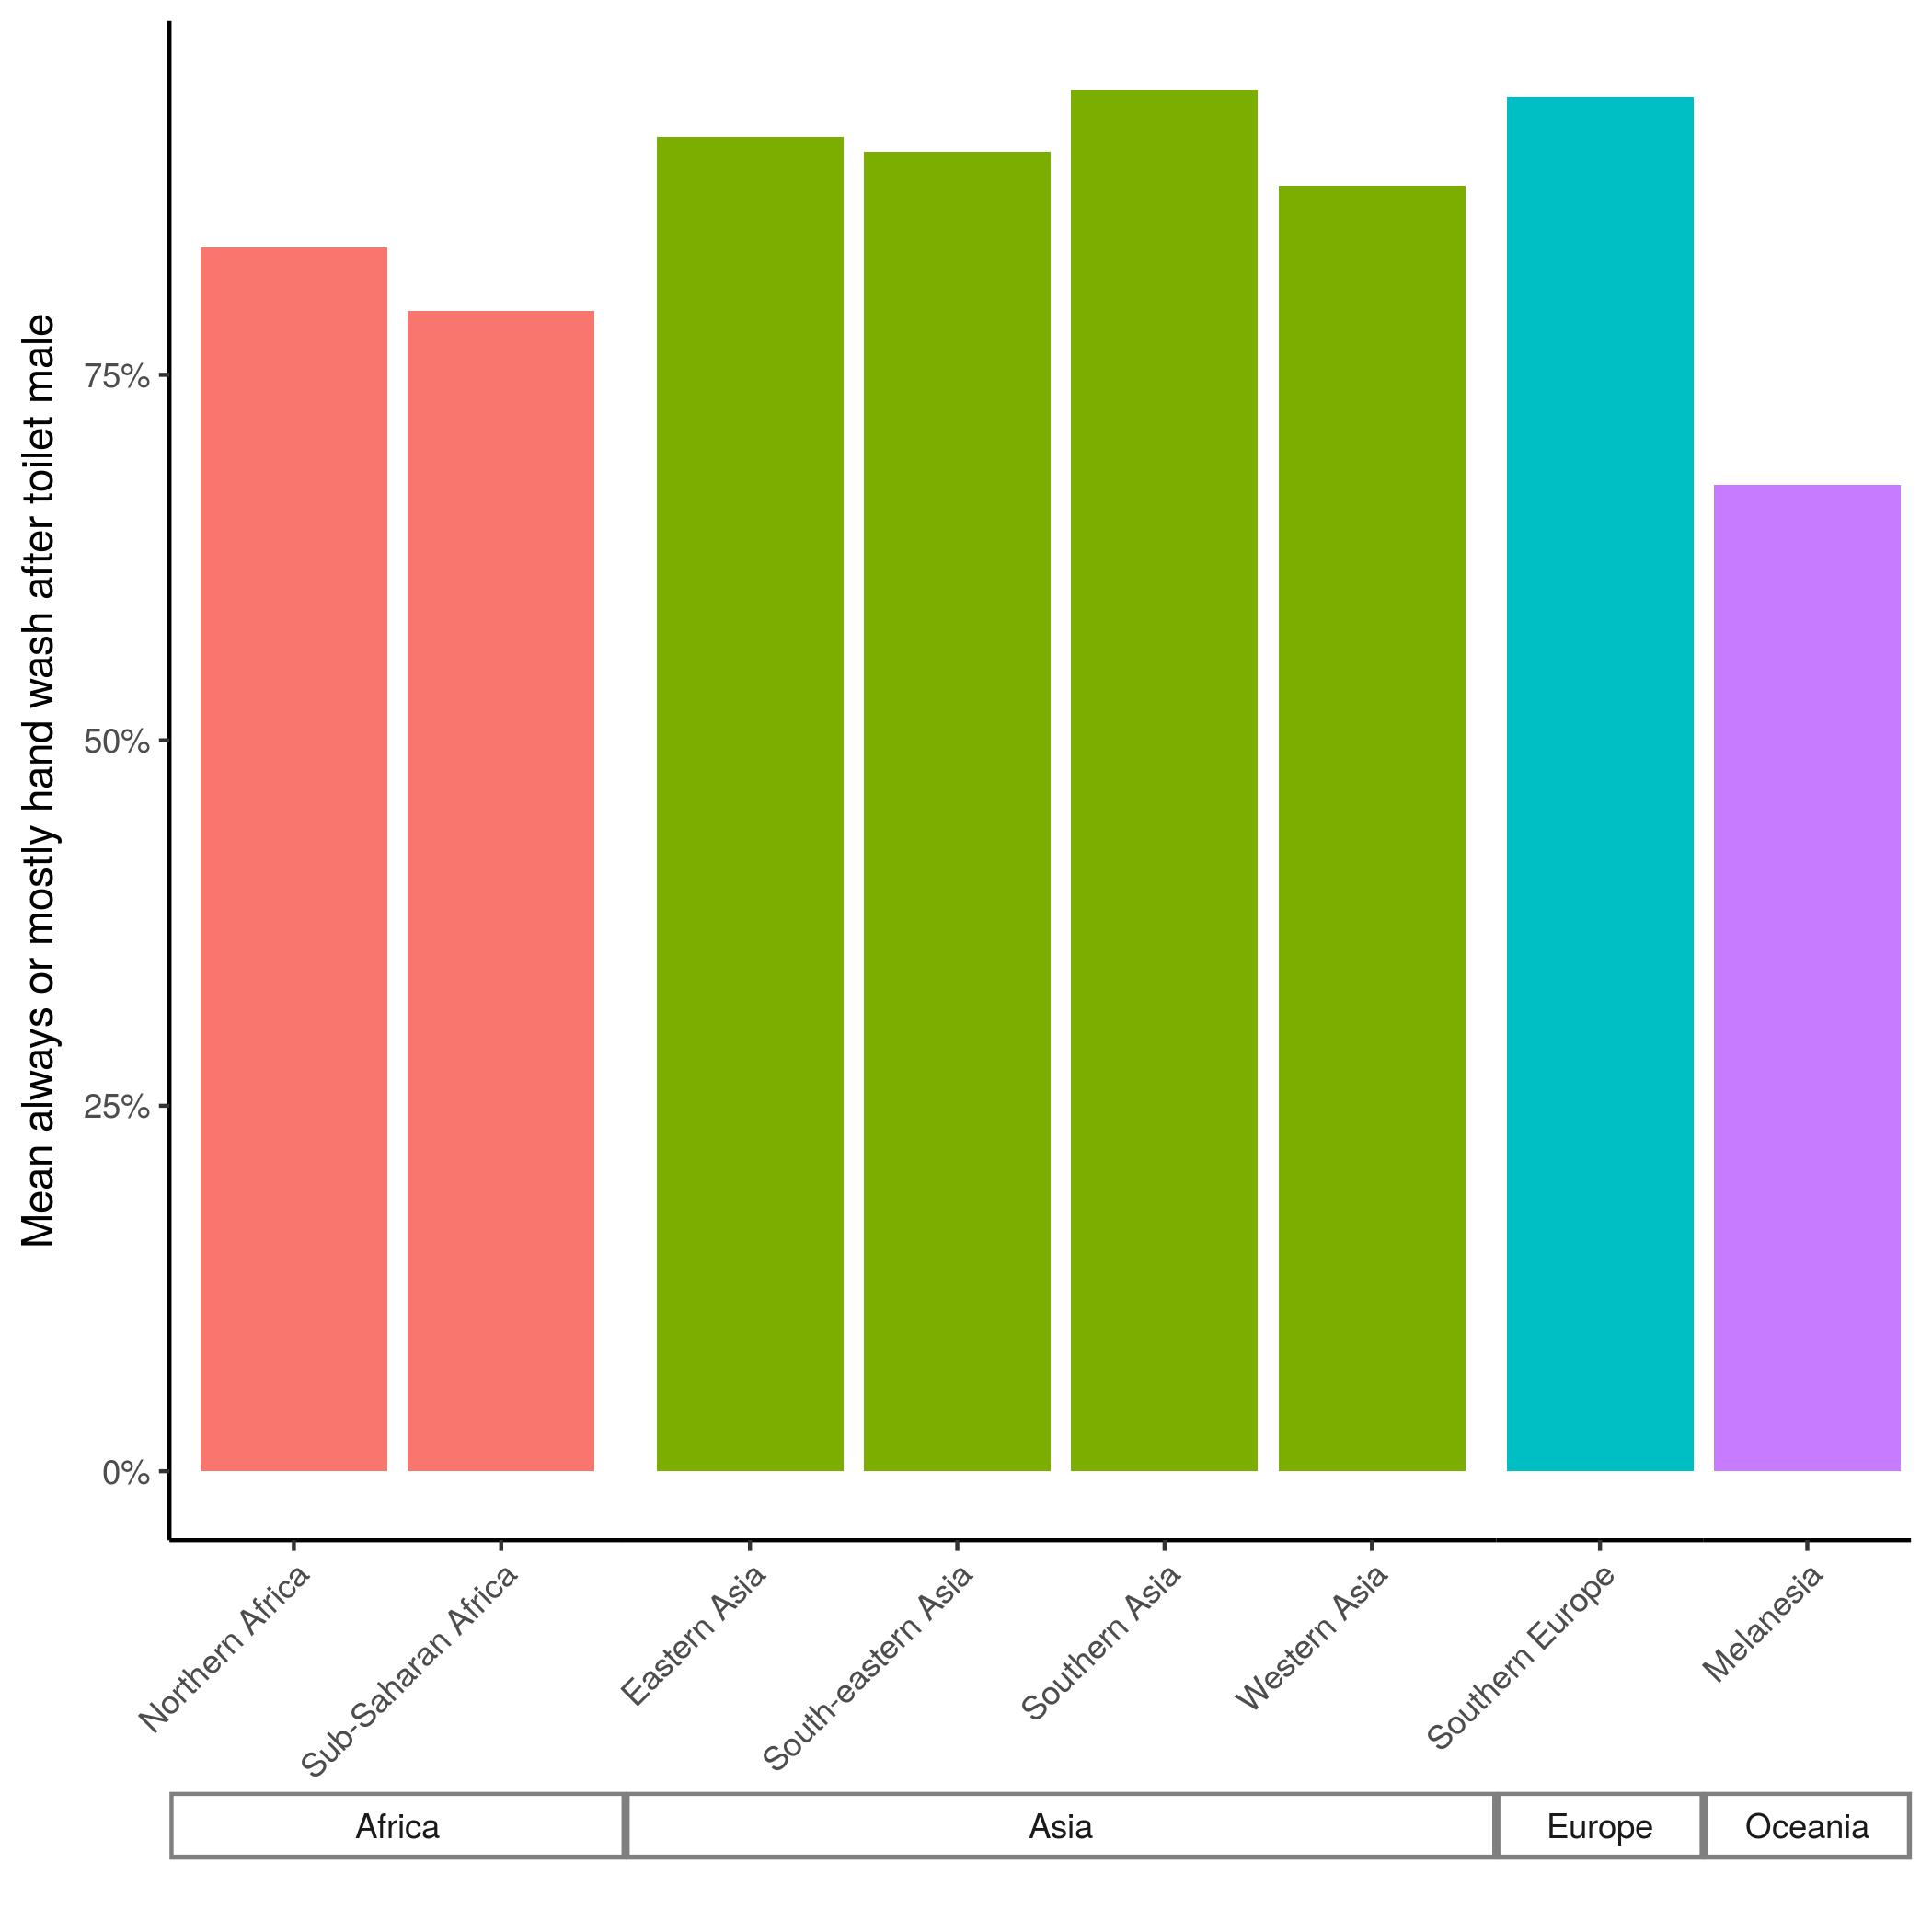 Mean always or mostly hand wash after toilet male
75%
50%
25%
0%
Northern Africa
Sub-Saharan Africa
Eastern Asia
South-eastern Asia
Southern Asia
Western Asia
Southern Europe
Melanesia
Africa
Asia
Europe
Oceania